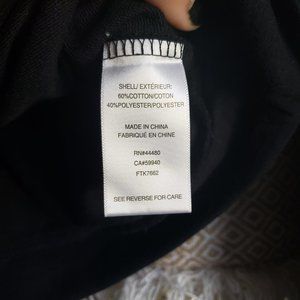 SHELL/ EXTÉRIEUR:
60%COTTON/COTON
40%POLYESTER/POLYESTER
MADE IN CHINA
FABRIQUÉ EN CHINE
RN#44480
CA#59940
FTK7662
SEE REVERSE FOR CARE